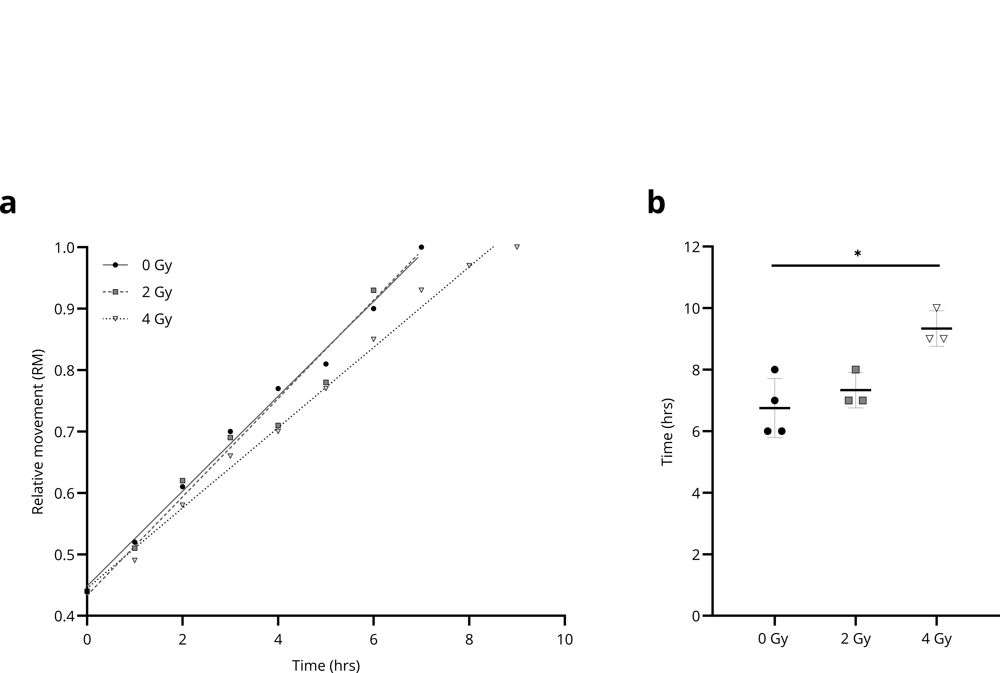 a
b
1.0
0.9
0.8
0.7
0.6
0.5
0.4
Relative movement (RM)
0 Gy
2 Gy
4 Gy
0 2 4 6 8 10
Time (hrs)
12
10
8
6
4
2
0
Time (hrs)
*
0 Gy 2 Gy 4 Gy